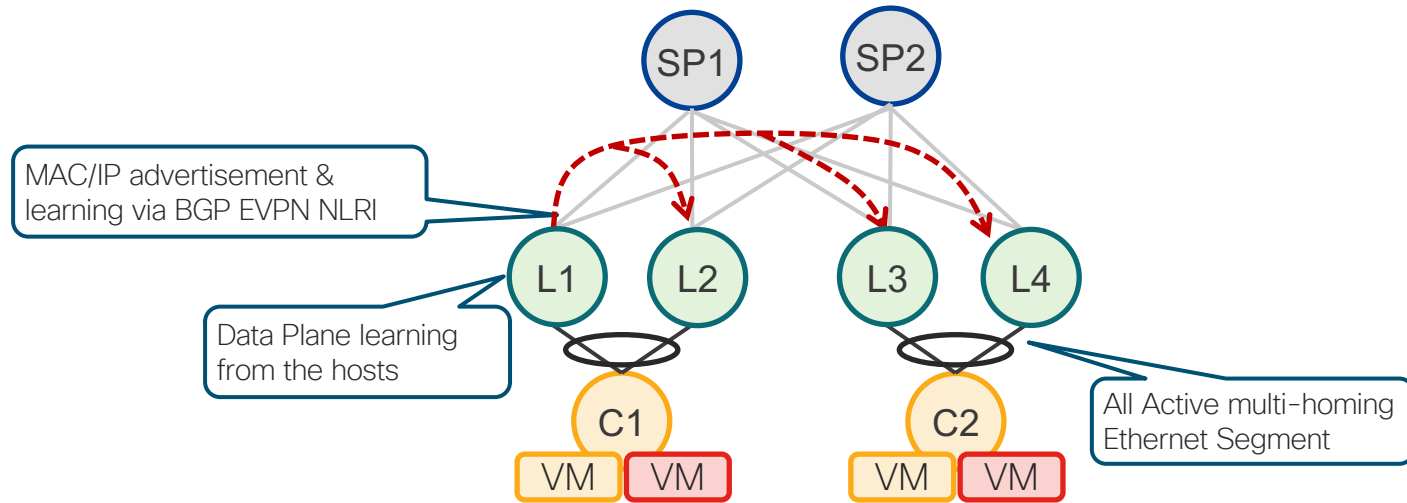 SP1
SP2
MAC/IP advertisement &
learning via BGP EVPN NLRI
L1
L2
L3
L4
Data Plane learning
from the hosts
C1
C2
All Active multi-homing
Ethernet Segment
VM
VM
VM
VM